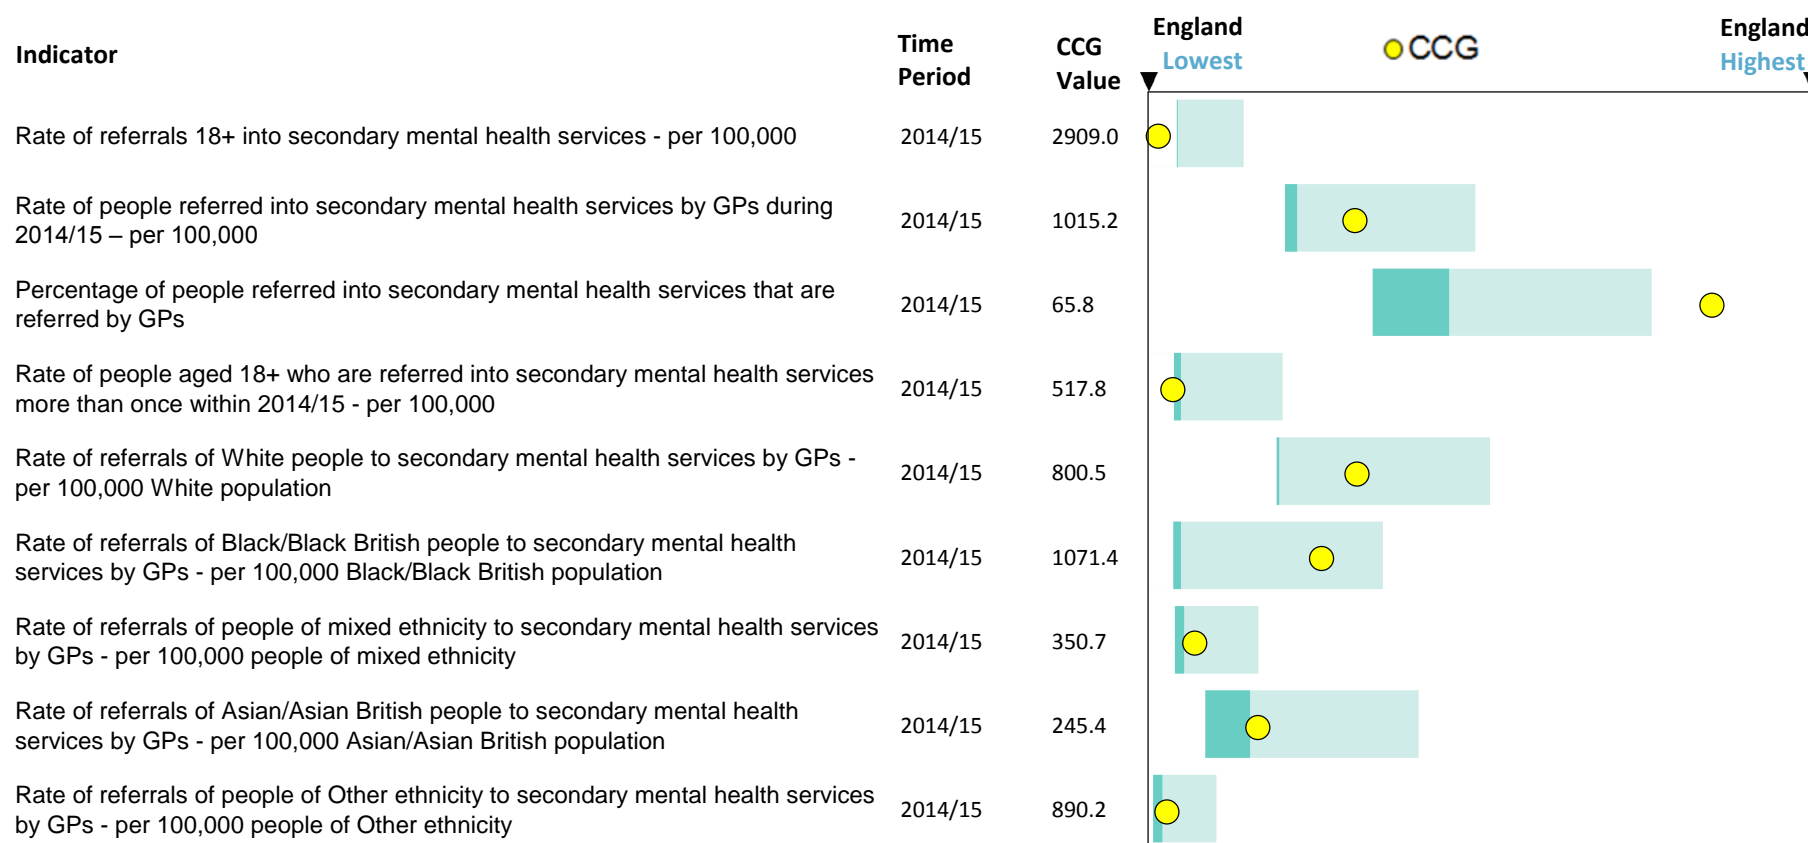 Indicator
Time Period
CCG Value
England Lowest
CCG
England Highest
Rate of referrals 18+ into secondary mental health services - per 100,000
2014/15
2909.0
Rate of people referred into secondary mental health services by GPs during
2014/15 – per 100,000
2014/15
1015.2
Percentage of people referred into secondary mental health services that are
referred by GPs
2014/15
65.8
Rate of people aged 18+ who are referred into secondary mental health services
more than once within 2014/15 - per 100,000
2014/15
517.8
Rate of referrals of White people to secondary mental health services by GPs -
per 100,000 White population
2014/15
800.5
Rate of referrals of Black/Black British people to secondary mental health
services by GPs - per 100,000 Black/Black British population
2014/15
1071.4
Rate of referrals of people of mixed ethnicity to secondary mental health services
by GPs - per 100,000 people of mixed ethnicity
2014/15
350.7
Rate of referrals of Asian/Asian British people to secondary mental health
services by GPs - per 100,000 Asian/Asian British population
2014/15
245.4
Rate of referrals of people of Other ethnicity to secondary mental health services
by GPs - per 100,000 people of Other ethnicity
2014/15
890.2